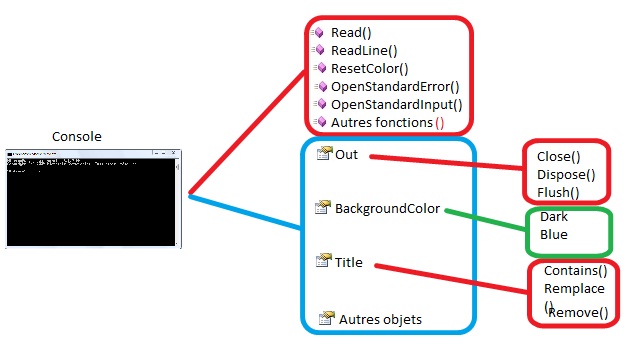 Console
Read()
ReadLine()
ResetColor()
OpenStandardError()
OpenStandardInput()
Autres fonctions ()
Out
BackgroundColor
Title
Autres objets
Close()
Dispose()
Flush()
Dark
Blue
Contains()
Remplace
()
Remove()